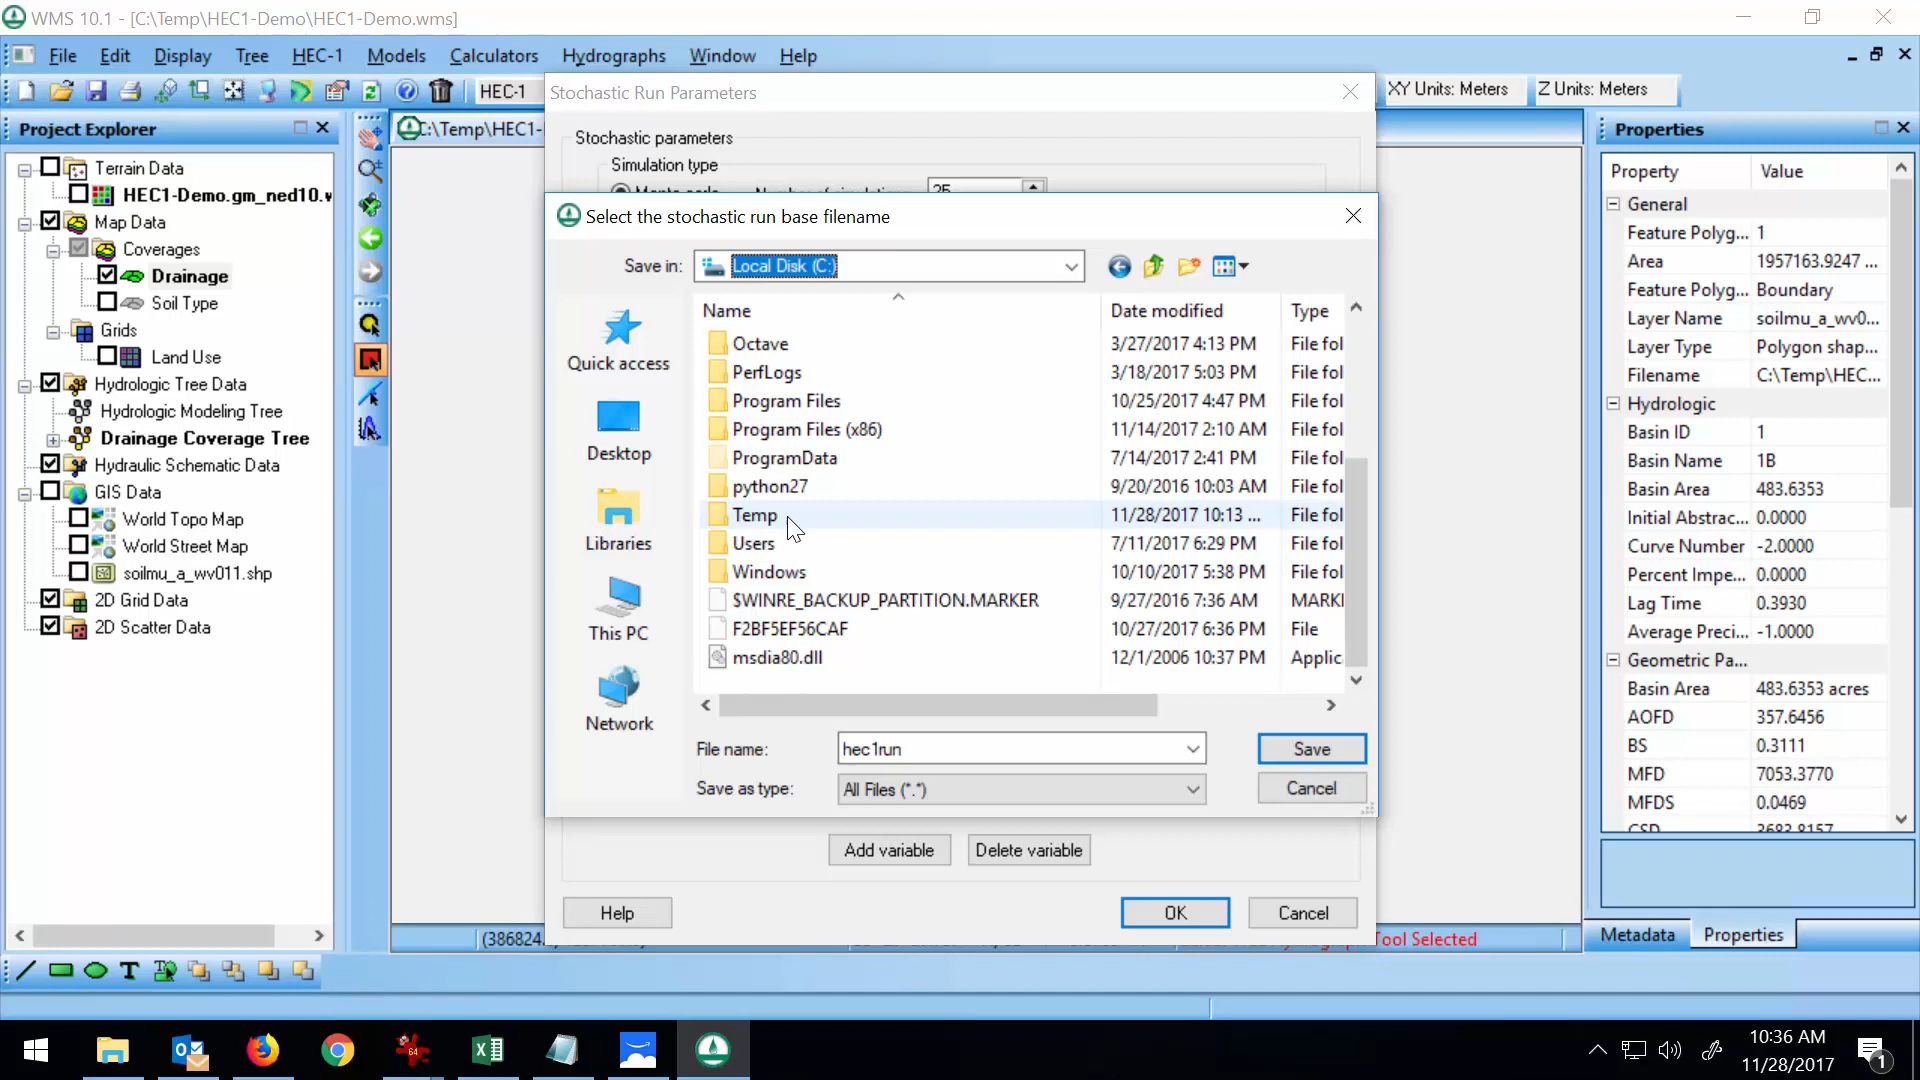 WMS 10.1 - [C:\Temp\HEC1-Demo\HEC1-Demo.wms]
File Edit Display Tree HEC-1 Models Calculators Hydrographs Window Help
HEC-1
XY Units: Meters
Z Units: Meters
Project Explorer
Terrain Data
HEC1-Demo.gm_ned10.
Map Data
Coverages
Drainage
Soil Type
Grids
Land Use
Hydrologic Tree Data
Hydrologic Modeling Tree
Drainage Coverage Tree
Hydraulic Schematic Data
GIS Data
World Topo Map
World Street Map
soilmu_a_wv011.shp
2D Grid Data
2D Scatter Data
C:\Temp\HEC1-
Stochastic Run Parameters
Stochastic parameters
Simulation type
25
Select the stochastic run base filename
Save in: Local Disk (C:)
Quick access
Desktop
Libraries
This PC
Network
Name Date modified Type
Octave 3/27/2017 4:13 PM File fol
PerfLogs 3/18/2017 5:03 PM File fol
Program Files 10/25/2017 4:47 PM File fol
Program Files (x86) 11/14/2017 2:10 AM File fol
ProgramData 7/14/2017 2:41 PM File fol
python27 9/20/2016 10:03 AM File fol
Temp 11/28/2017 10:13 ... File fol
Users 7/11/2017 6:29 PM File fol
Windows 10/10/2017 5:38 PM File fol
$WINRE_BACKUP_PARTITION.MARKER 9/27/2016 7:36 AM MARKI
F2BF5EF56CAF 10/27/2017 6:36 PM File
msdia80.dll 12/1/2006 10:37 PM Applic
File name: hec1run Save
Save as type: All Files (*.*) Cancel
Add variable Delete variable
Help OK Cancel
(386824.
Tool Selected
Properties
Property Value
General
Feature Polyg... 1
Area 1957163.9247 ...
Feature Polyg... Boundary
Layer Name soilmu_a_wv0...
Layer Type Polygon shap...
Filename C:\Temp\HEC...
Hydrologic
Basin ID 1
Basin Name 1B
Basin Area 483.6353
Initial Abstrac... 0.0000
Curve Number -2.0000
Percent Impe... 0.0000
Lag Time 0.3930
Average Preci... -1.0000
Geometric Pa...
Basin Area 483.6353 acres
AOFD 357.6456
BS 0.3111
MFD 7053.3770
MFDS 0.0469
CSD 3683.8157
Metadata Properties
64
10:36 AM
11/28/2017
1